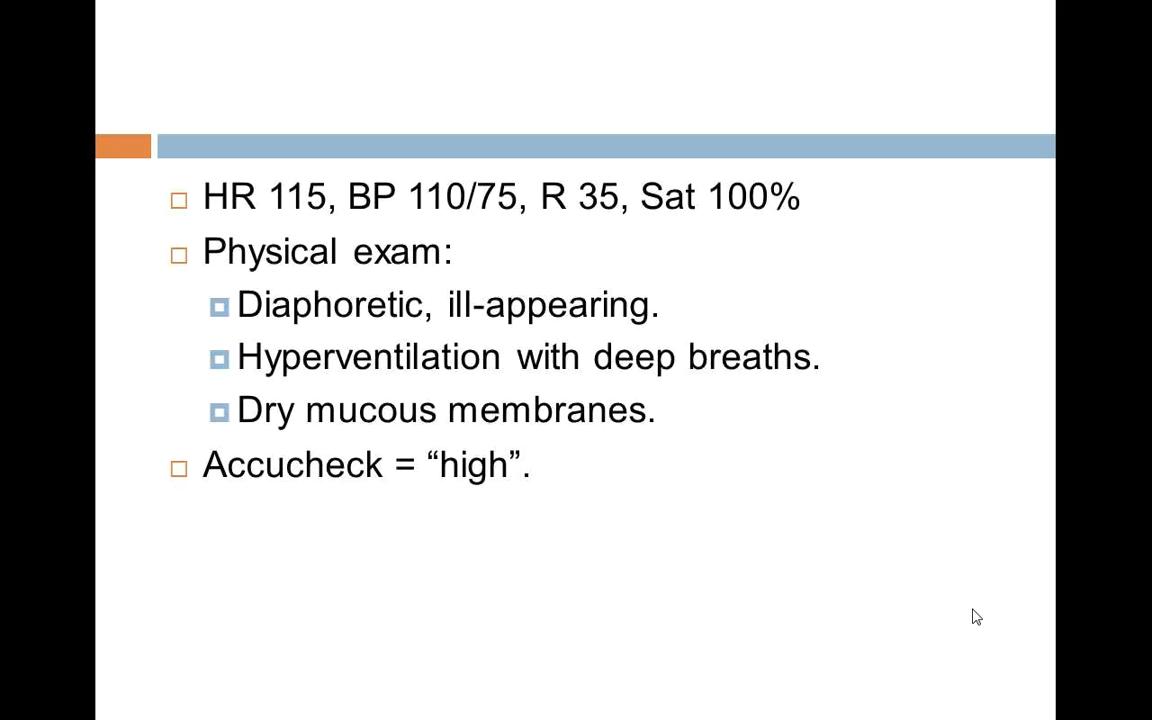 HR 115, BP 110/75, R 35, Sat 100%
Physical exam:
Diaphoretic, ill-appearing.
Hyperventilation with deep breaths.
Dry mucous membranes.
Accucheck = “high”.